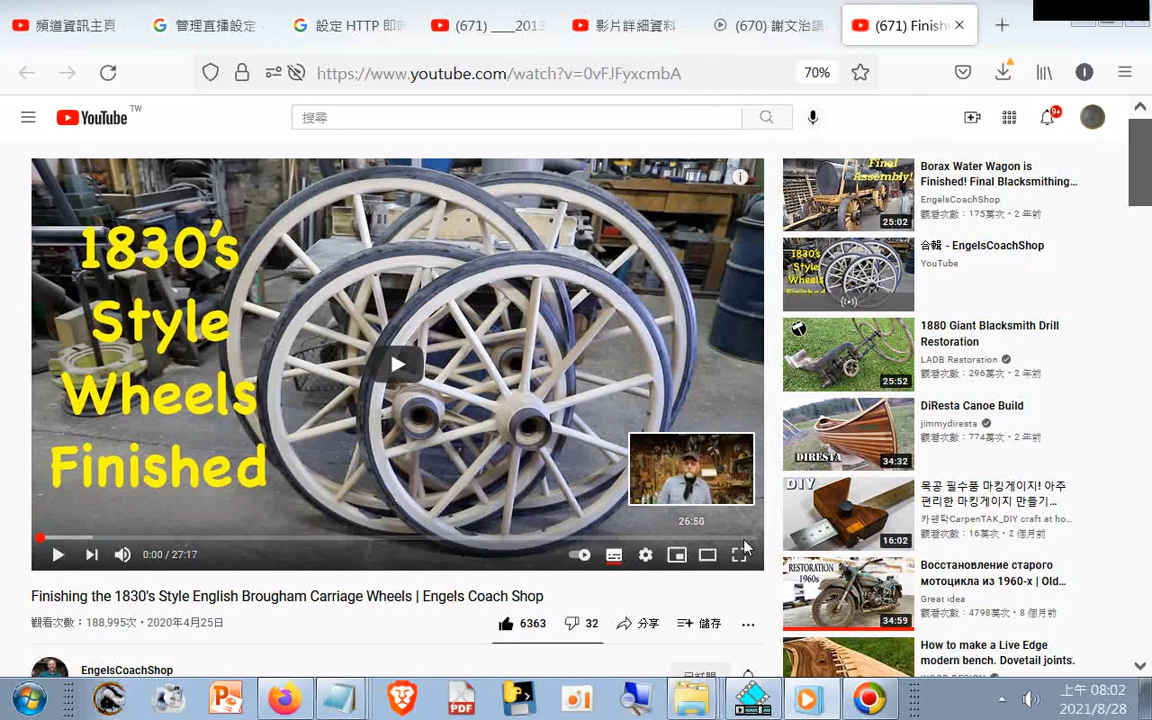 頻道資訊主頁
管理直播設定
設定 HTTP 即時
(671) ____2013
影片詳細資料 -
(670) 謝文治講
(671) Finish
https://www.youtube.com/watch?v=0vFJFyxcmbA
70%
YouTube TW
搜尋
9+
1830's
Style
Wheels
Finished
26:50
0:00 / 27:17
Finishing the 1830's Style English Brougham Carriage Wheels | Engels Coach Shop
觀看次數：188,995次 • 2020年4月25日
6363
32
分享
儲存
EngelsCoachShop
已訂閱
Final
Assembly!
25:02
Borax Water Wagon is
Finished! Final Blacksmithing...
EngelsCoachShop
觀看次數：175萬次 • 2 年前
1830's
Style
Wheels
Finished
合輯 - EngelsCoachShop
YouTube
25:52
1880 Giant Blacksmith Drill
Restoration
LADB Restoration
觀看次數：296萬次 • 2 年前
DIRESTA
34:32
DiResta Canoe Build
jimmydiresta
觀看次數：774萬次 • 2 年前
DIY
16:02
목공 필수품 마킹게이지! 아주
편리한 마킹게이지 만들기...
카펜탁CarpenTAK_DIY craft at ho...
觀看次數：16萬次 • 2 個月前
RESTORATION
1960s
34:59
Восстановление старого
мотоцикла из 1960-х | Old...
Great idea
觀看次數：4798萬次 • 8 個月前
How to make a Live Edge
modern bench. Dovetail joints.
PDF
上午 08:02
2021/8/28